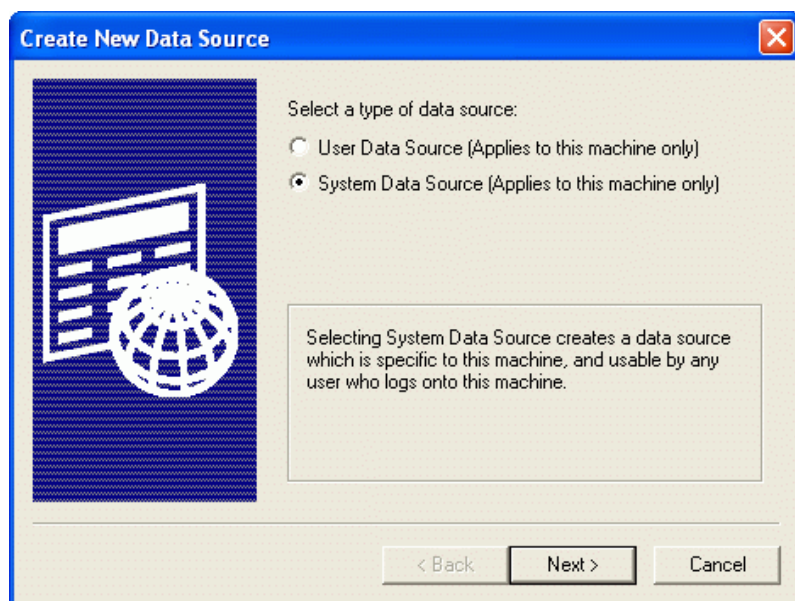 Create New Data Source
Select a type of data source:
User Data Source (Applies to this machine only)
System Data Source (Applies to this machine only)
Selecting System Data Source creates a data source
which is specific to this machine, and usable by any
user who logs onto this machine.
< Back Next > Cancel